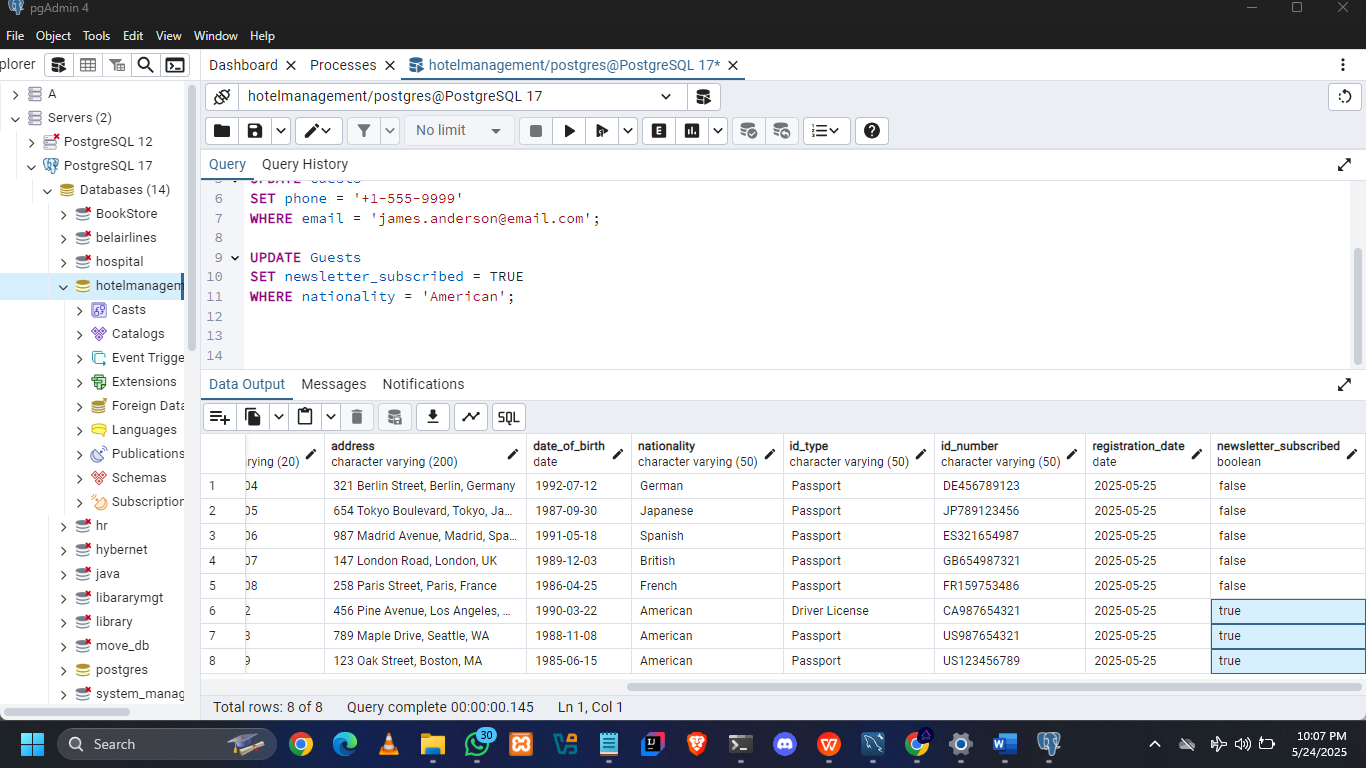 pgAdmin 4
File Object Tools Edit View Window Help
plorer
Dashboard Processes hotelmanagement/postgres@PostgreSQL 17*
A
Servers (2)
PostgreSQL 12
PostgreSQL 17
Databases (14)
BookStore
belairlines
hospital
hotelmanagem
Casts
Catalogs
Event Trigge
Extensions
Foreign Data
Languages
Publications
Schemas
Subscription
hr
hybernet
java
libararymgt
library
move_db
postgres
system_manag
hotelmanagement/postgres@PostgreSQL 17
No limit
E
Query Query History
5 UPDATE Guests
6 SET phone = '+1-555-9999'
7 WHERE email = 'james.anderson@email.com';
8
9 UPDATE Guests
10 SET newsletter_subscribed = TRUE
11 WHERE nationality = 'American';
12
13
14
Data Output Messages Notifications
SQL
address date_of_birth nationality id_type id_number registration_date newsletter_subscribed
rying (20) character varying (200) date character varying (50) character varying (50) character varying (50) date boolean
1 04 321 Berlin Street, Berlin, Germany 1992-07-12 German Passport DE456789123 2025-05-25 false
2 05 654 Tokyo Boulevard, Tokyo, Ja... 1987-09-30 Japanese Passport JP789123456 2025-05-25 false
3 06 987 Madrid Avenue, Madrid, Spa... 1991-05-18 Spanish Passport ES321654987 2025-05-25 false
4 07 147 London Road, London, UK 1989-12-03 British Passport GB654987321 2025-05-25 false
5 08 258 Paris Street, Paris, France 1986-04-25 French Passport FR159753486 2025-05-25 false
6 2 456 Pine Avenue, Los Angeles, ... 1990-03-22 American Driver License CA987654321 2025-05-25 true
7 3 789 Maple Drive, Seattle, WA 1988-11-08 American Passport US987654321 2025-05-25 true
8 9 123 Oak Street, Boston, MA 1985-06-15 American Passport US123456789 2025-05-25 true
Total rows: 8 of 8 Query complete 00:00:00.145 Ln 1, Col 1
Search
30
10:07 PM
5/24/2025